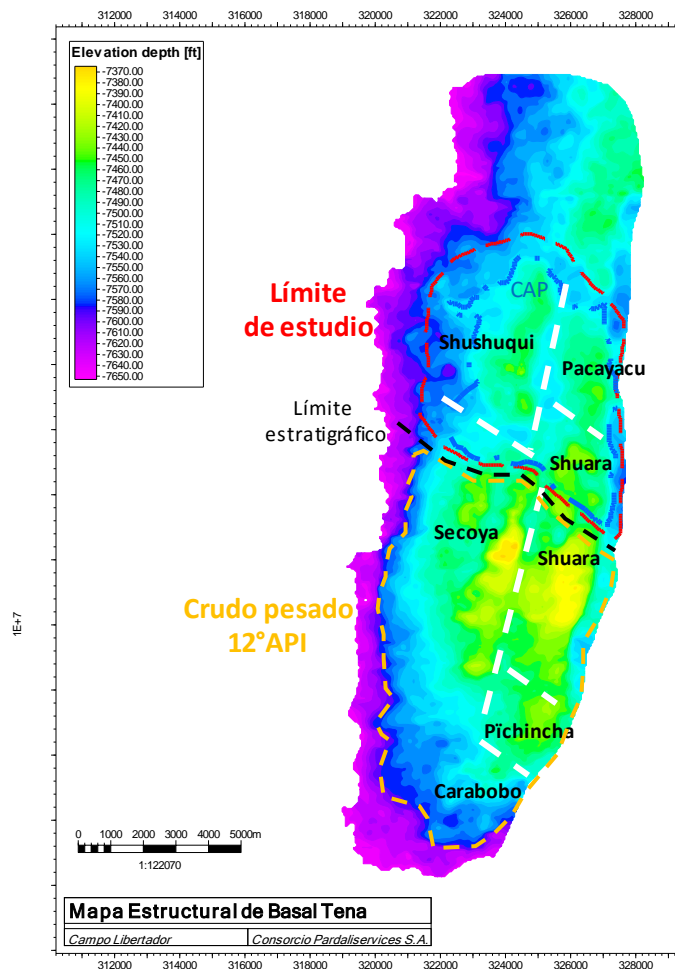 312000 314000 316000 318000 320000 322000 324000 326000 328000
Elevation depth [ft]
-7370.00
-7380.00
-7390.00
-7400.00
-7410.00
-7420.00
-7430.00
-7440.00
-7450.00
-7460.00
-7470.00
-7480.00
-7490.00
-7500.00
-7510.00
-7520.00
-7530.00
-7540.00
-7550.00
-7560.00
-7570.00
-7580.00
-7590.00
-7600.00
-7610.00
-7620.00
-7630.00
-7640.00
-7650.00
Límite
de estudio
CAP
Shushuqui
Pacayacu
Límite
estratigráfico
Shuara
Secoya
Shuara
Crudo pesado
12°API
1E+7
Pïchincha
Carabobo
0 1000 2000 3000 4000 5000m
1:122070
Mapa Estructural de Basal Tena
Campo Libertador
Consorcio Pardaliservices S.A.
312000 314000 316000 318000 320000 322000 324000 326000 328000